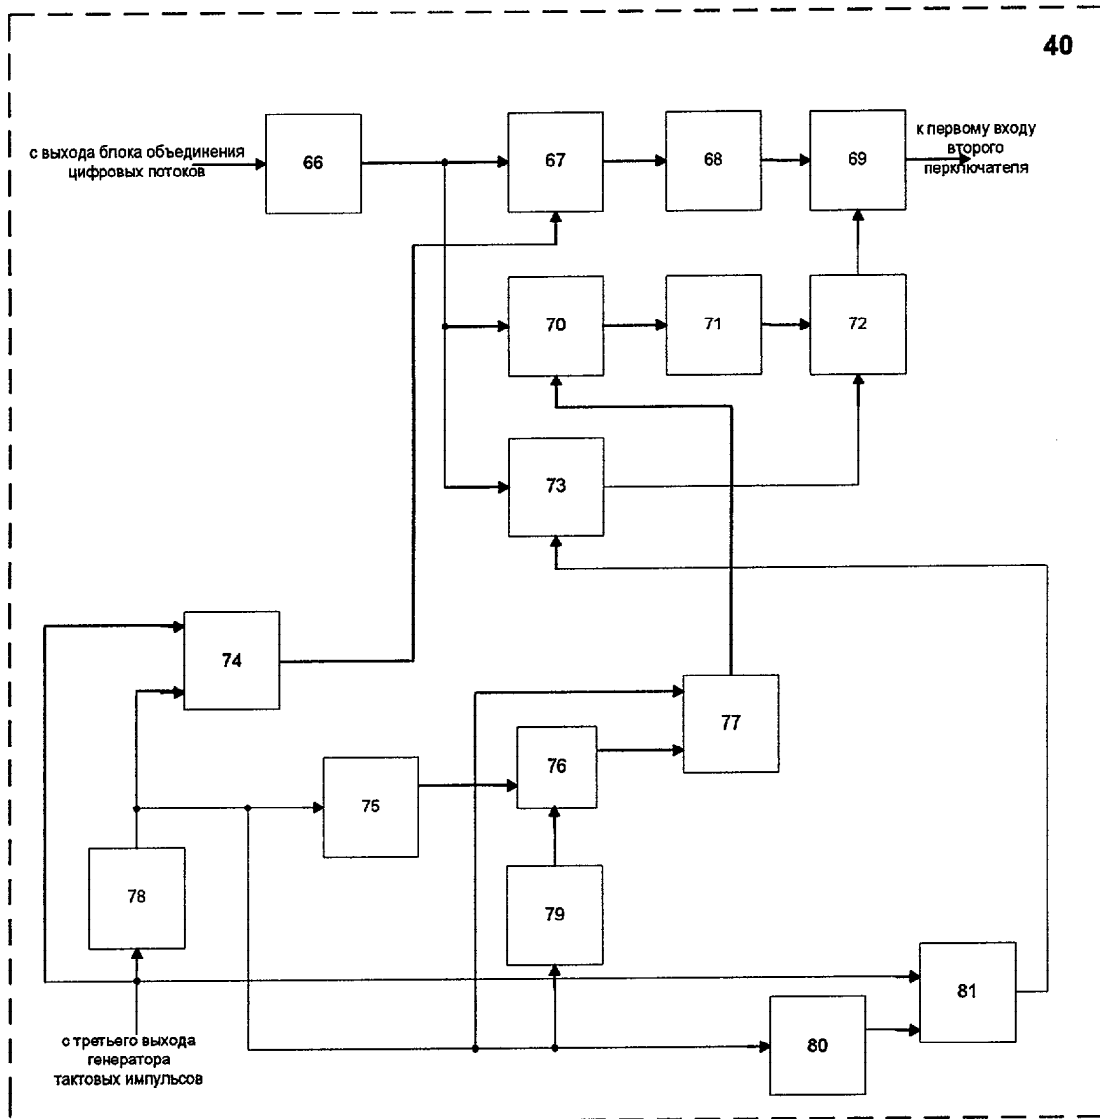 40
с выхода блока объединения
цифровых потоков
66
67
68
69
к первому входу
второго
перключателя
70
71
72
73
74
75
76
77
78
79
80
81
с третьего выхода
генератора
тактовых импульсов